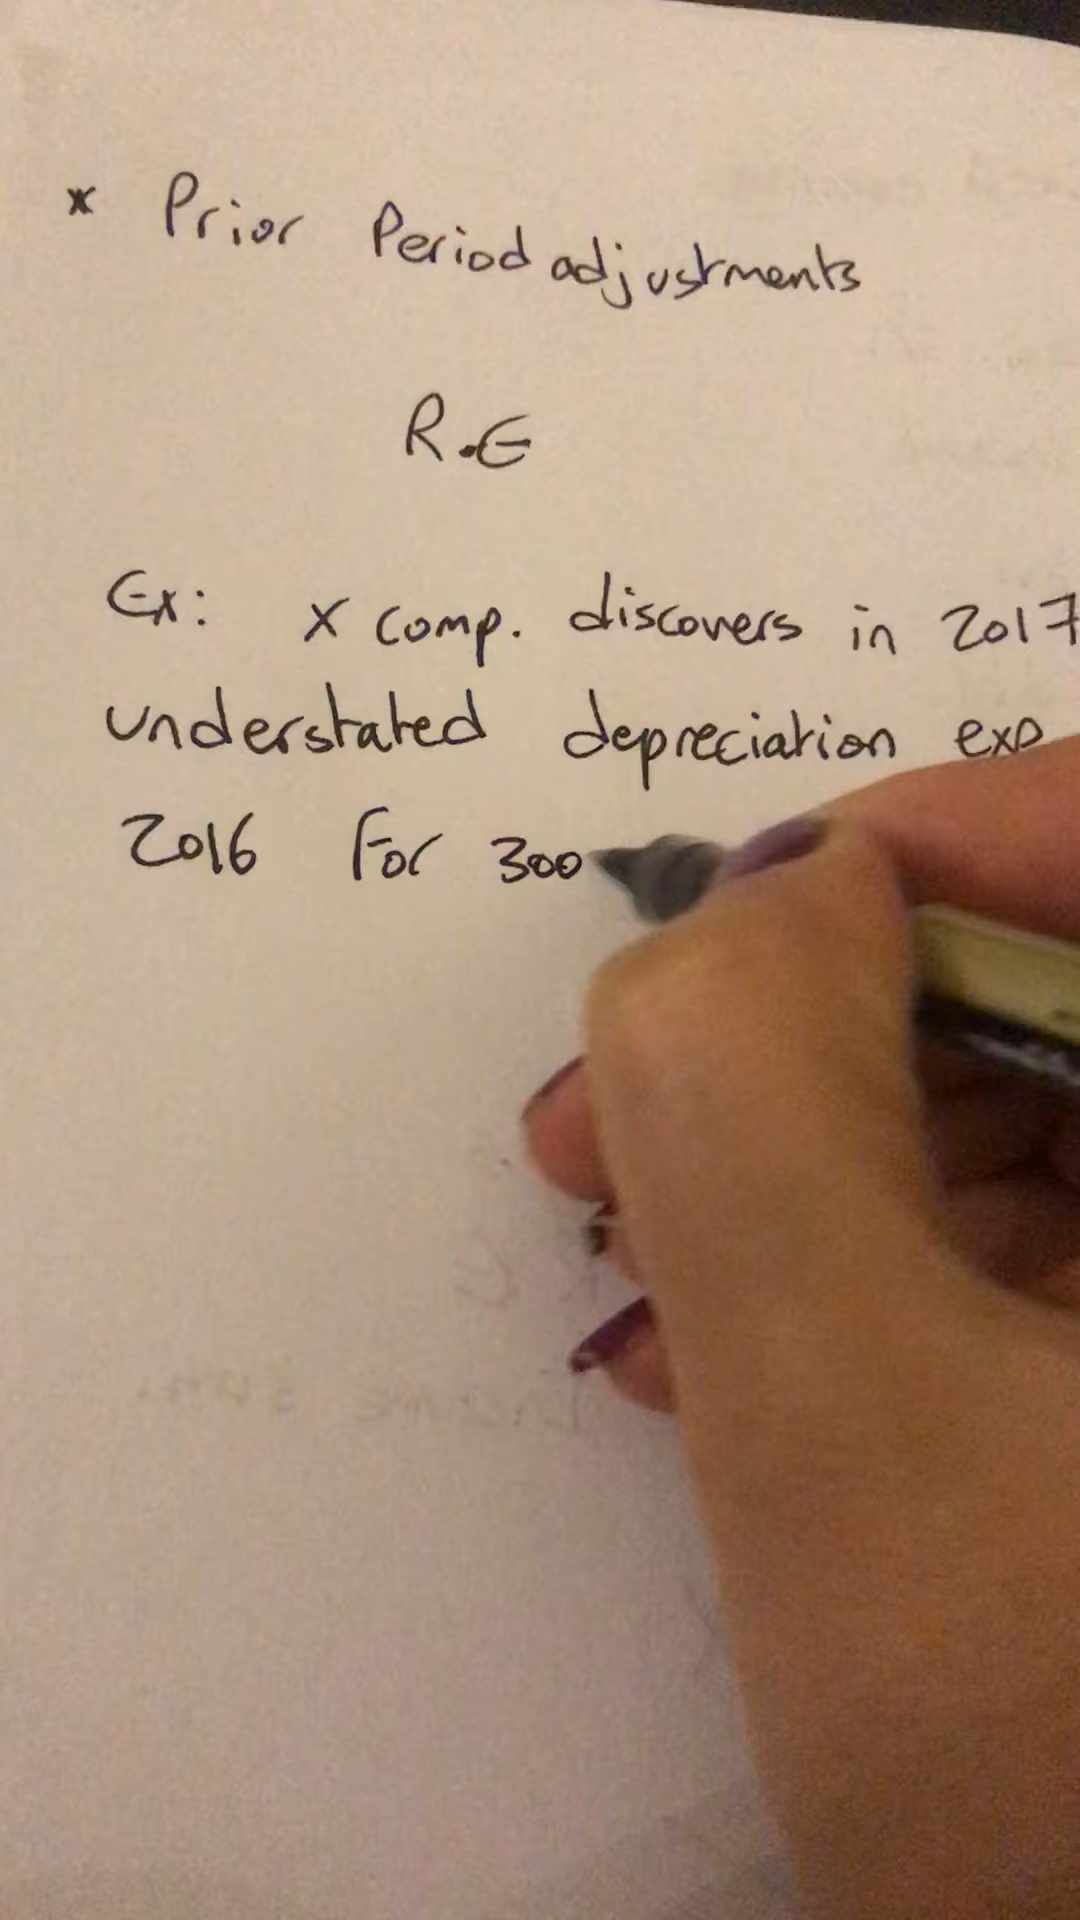 * Prior Period adjustments
R.E
Ex: X comp. discovers in 2017
understated depreciation exp
2016 For 300